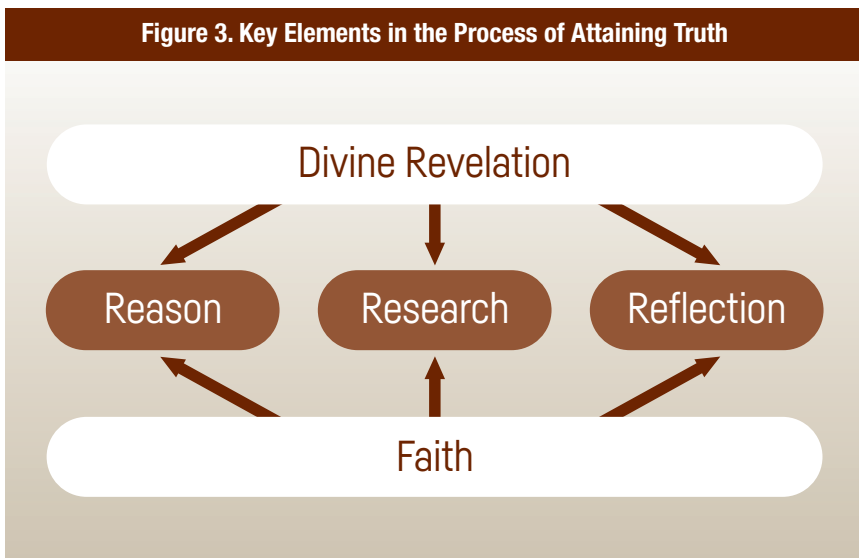 Figure 3. Key Elements in the Process of Attaining Truth
Divine Revelation
Reason
Research
Reflection
Faith